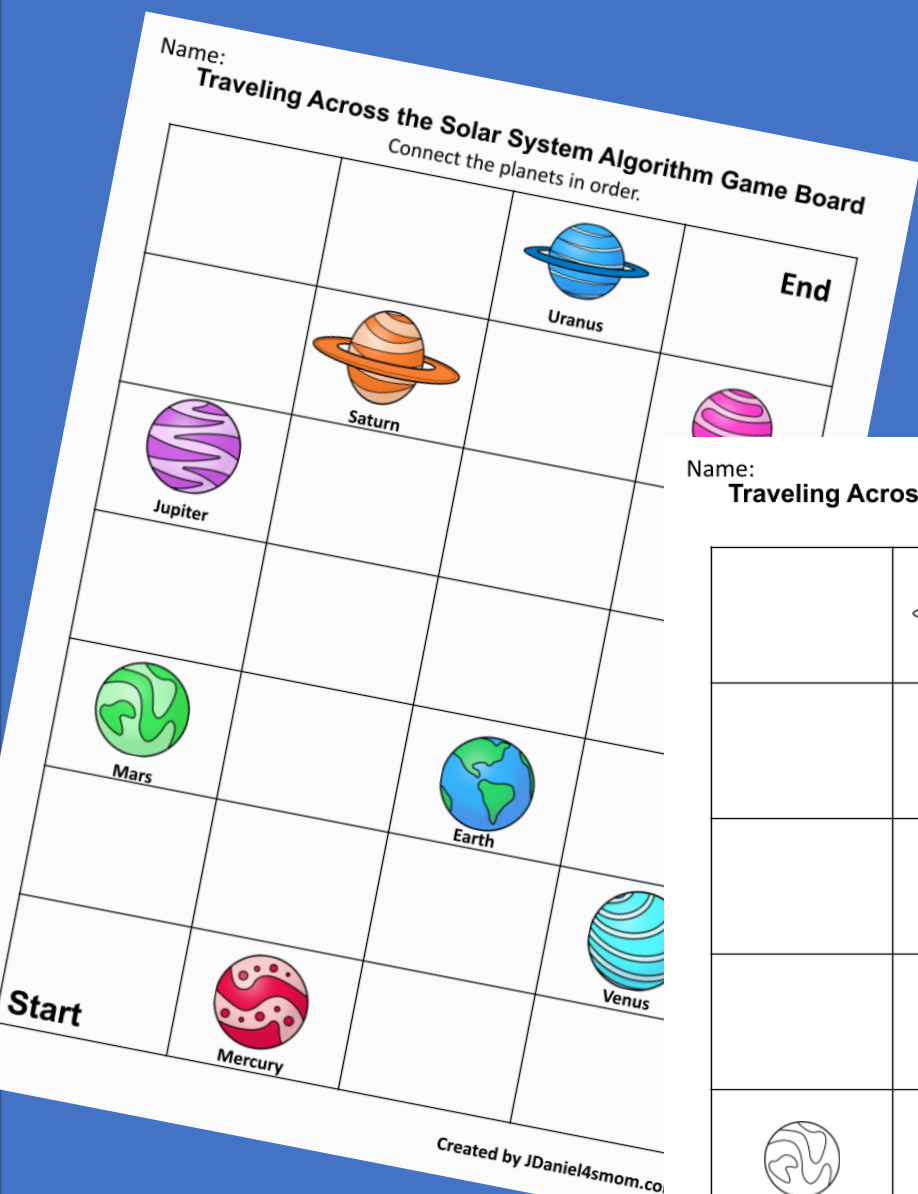 Name:
Traveling Across the Solar System Algorithm Game Board
Connect the planets in order.
End
Uranus
Saturn
Jupiter
Mars
Earth
Venus
Start
Mercury
Created by JDaniel4smom.co
Name:
Traveling Acros